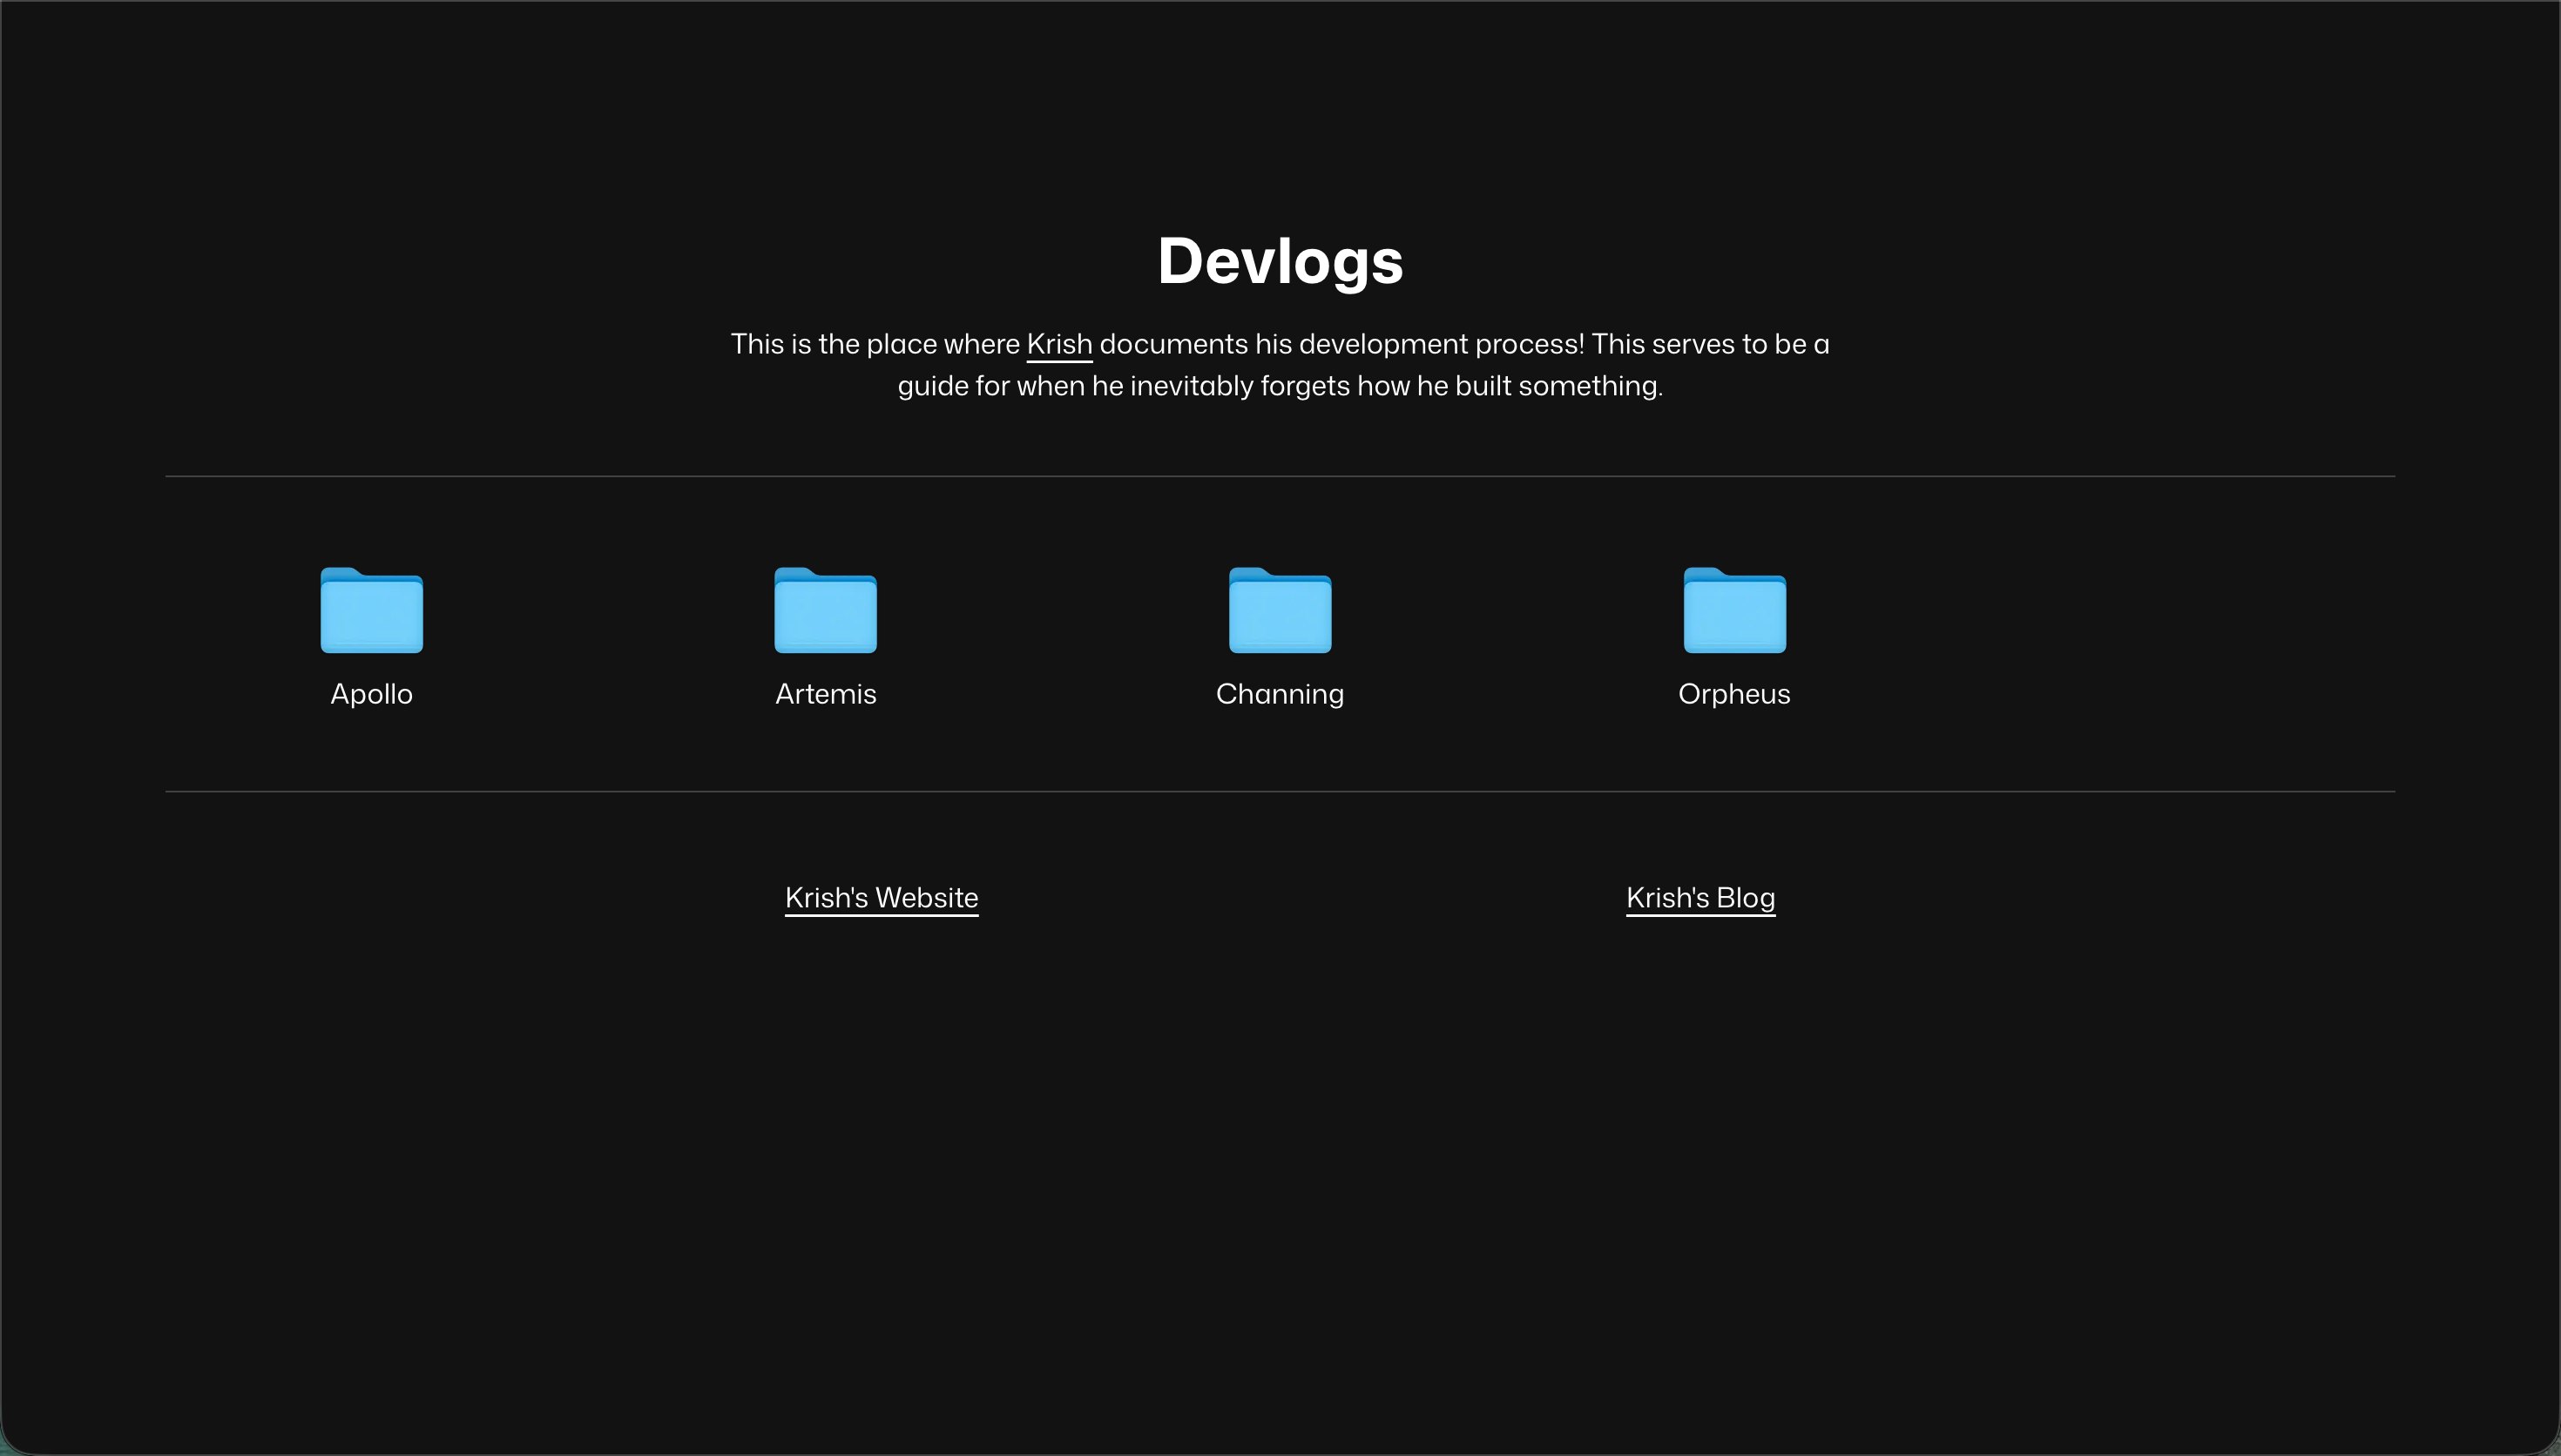 Devlogs
This is the place where Krish documents his development process! This serves to be a
guide for when he inevitably forgets how he built something.
Apollo
Artemis
Channing
Orpheus
Krish's Website
Krish's Blog